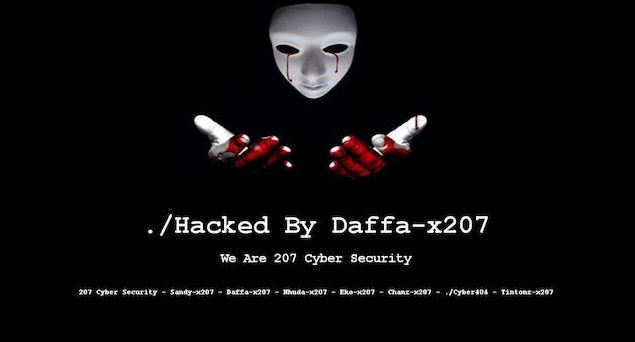 ./Hacked By Daffa-x207
We Are 207 Cyber Security
207 Cyber Security - Sandy-x207 - Daffa-x207 - Nhuda-x207 - Eko-x207 - Chanz-x207 - ./Cyber404 - Tintonz-x207